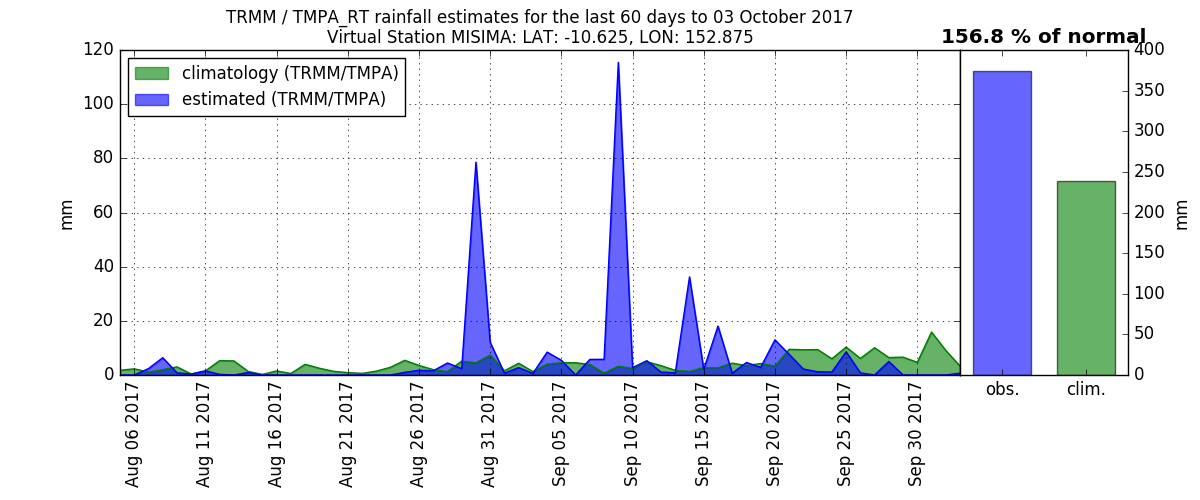 TRMM / TMPA_RT rainfall estimates for the last 60 days to 03 October 2017
Virtual Station MISIMA: LAT: -10.625, LON: 152.875
156.8 % of normal
climatology (TRMM/TMPA)
estimated (TRMM/TMPA)
120
100
80
60
40
20
0
mm
Aug 06 2017
Aug 11 2017
Aug 16 2017
Aug 21 2017
Aug 26 2017
Aug 31 2017
Sep 05 2017
Sep 10 2017
Sep 15 2017
Sep 20 2017
Sep 25 2017
Sep 30 2017
obs.
clim.
400
350
300
250
200
150
100
50
0
mm